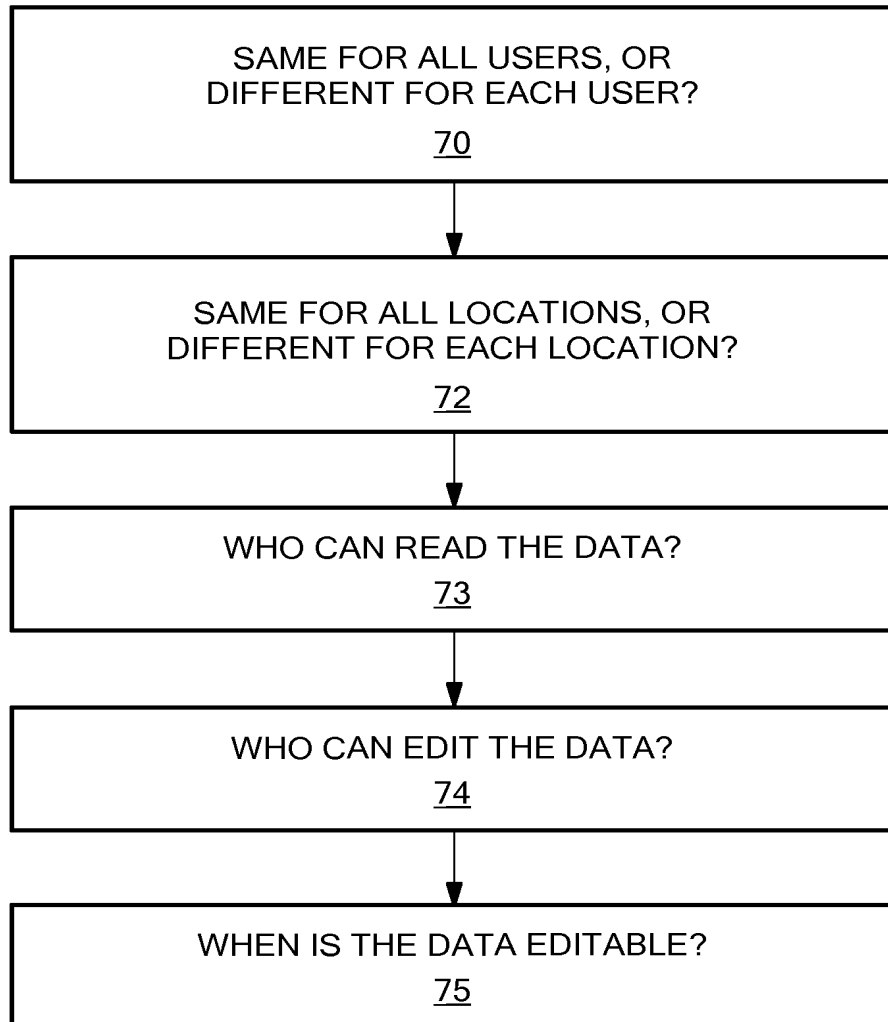 SAME FOR ALL USERS, OR
DIFFERENT FOR EACH USER?
70
SAME FOR ALL LOCATIONS, OR
DIFFERENT FOR EACH LOCATION?
72
WHO CAN READ THE DATA?
73
WHO CAN EDIT THE DATA?
74
WHEN IS THE DATA EDITABLE?
75